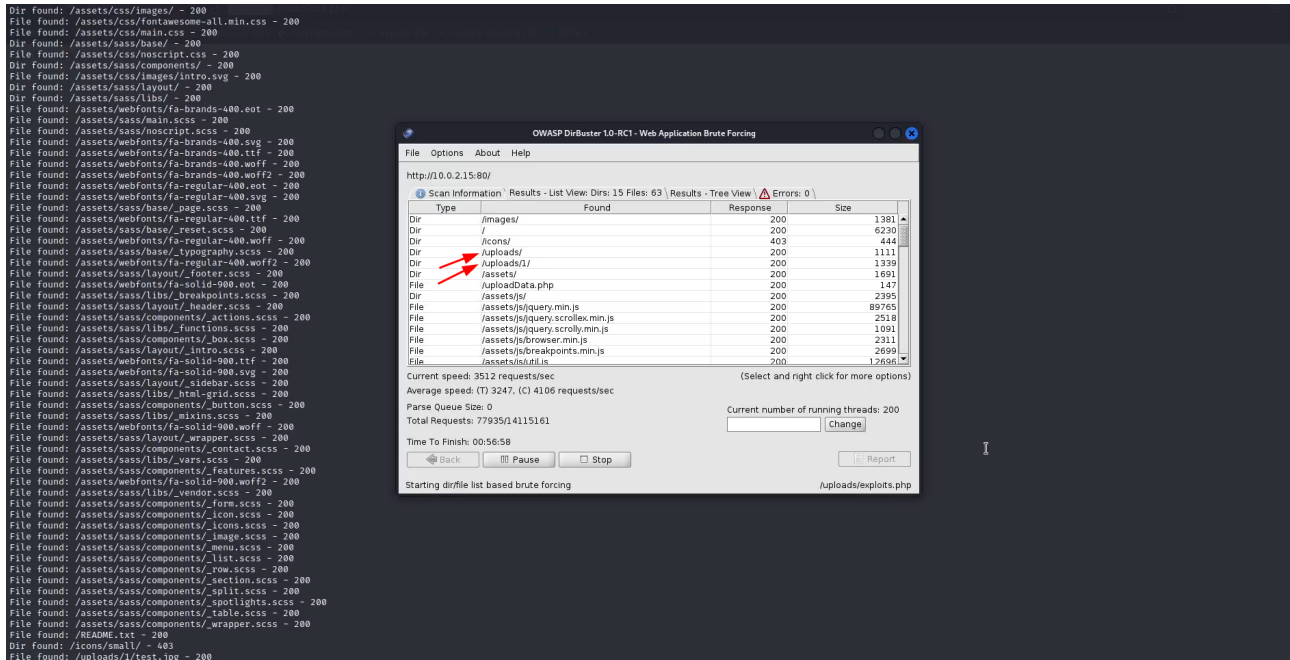 Dir found: /assets/css/images/ - 200
File found: /assets/css/fontawesome-all.min.css - 200
File found: /assets/css/main.css - 200
Dir found: /assets/sass/base/ - 200
File found: /assets/css/noscript.css - 200
Dir found: /assets/sass/components/ - 200
File found: /assets/css/images/intro.svg - 200
Dir found: /assets/sass/layout/ - 200
Dir found: /assets/sass/libs/ - 200
File found: /assets/webfonts/fa-brands-400.eot - 200
File found: /assets/sass/main.scss - 200
File found: /assets/sass/noscript.scss - 200
File found: /assets/webfonts/fa-brands-400.svg - 200
File found: /assets/webfonts/fa-brands-400.ttf - 200
File found: /assets/webfonts/fa-brands-400.woff - 200
File found: /assets/webfonts/fa-brands-400.woff2 - 200
File found: /assets/webfonts/fa-regular-400.eot - 200
File found: /assets/webfonts/fa-regular-400.svg - 200
File found: /assets/sass/base/_page.scss - 200
File found: /assets/webfonts/fa-regular-400.ttf - 200
File found: /assets/sass/base/_reset.scss - 200
File found: /assets/webfonts/fa-regular-400.woff - 200
File found: /assets/sass/base/_typography.scss - 200
File found: /assets/webfonts/fa-regular-400.woff2 - 200
File found: /assets/sass/layout/_footer.scss - 200
File found: /assets/webfonts/fa-solid-900.eot - 200
File found: /assets/sass/libs/_breakpoints.scss - 200
File found: /assets/sass/layout/_header.scss - 200
File found: /assets/sass/components/_actions.scss - 200
File found: /assets/sass/libs/_functions.scss - 200
File found: /assets/sass/components/_box.scss - 200
File found: /assets/sass/layout/_intro.scss - 200
File found: /assets/webfonts/fa-solid-900.ttf - 200
File found: /assets/webfonts/fa-solid-900.svg - 200
File found: /assets/sass/layout/_sidebar.scss - 200
File found: /assets/sass/libs/_html-grid.scss - 200
File found: /assets/sass/components/_button.scss - 200
File found: /assets/sass/libs/_mixins.scss - 200
File found: /assets/webfonts/fa-solid-900.woff - 200
File found: /assets/sass/layout/_wrapper.scss - 200
File found: /assets/sass/components/_contact.scss - 200
File found: /assets/sass/libs/_vars.scss - 200
File found: /assets/sass/components/_features.scss - 200
File found: /assets/webfonts/fa-solid-900.woff2 - 200
File found: /assets/sass/libs/_vendor.scss - 200
File found: /assets/sass/components/_form.scss - 200
File found: /assets/sass/components/_icon.scss - 200
File found: /assets/sass/components/_icons.scss - 200
File found: /assets/sass/components/_image.scss - 200
File found: /assets/sass/components/_menu.scss - 200
File found: /assets/sass/components/_list.scss - 200
File found: /assets/sass/components/_row.scss - 200
File found: /assets/sass/components/_section.scss - 200
File found: /assets/sass/components/_split.scss - 200
File found: /assets/sass/components/_spotlights.scss - 200
File found: /assets/sass/components/_table.scss - 200
File found: /assets/sass/components/_wrapper.scss - 200
File found: /README.txt - 200
Dir found: /icons/small/ - 403
File found: /uploads/1/test.jpg - 200
OWASP DirBuster 1.0-RC1 - Web Application Brute Forcing
File Options About Help
http://10.0.2.15:80/
Scan Information Results - List View: Dirs: 15 Files: 63 Results - Tree View Errors: 0
Type Found Response Size
Dir /images/ 200 1381
Dir / 200 6230
Dir /icons/ 403 444
Dir /uploads/ 200 1111
Dir /uploads/1/ 200 1339
Dir /assets/ 200 1691
File /uploadData.php 200 147
Dir /assets/js/ 200 2395
File /assets/js/jquery.min.js 200 89765
File /assets/js/jquery.scrollex.min.js 200 2518
File /assets/js/jquery.scrolly.min.js 200 1091
File /assets/js/browser.min.js 200 2311
File /assets/js/breakpoints.min.js 200 2699
File /assets/js/util.js 200 12696
Current speed: 3512 requests/sec (Select and right click for more options)
Average speed: (T) 3247, (C) 4106 requests/sec
Parse Queue Size: 0
Current number of running threads: 200
Total Requests: 77935/14115161
Change
Time To Finish: 00:56:58
Back Pause Stop Report
Starting dir/file list based brute forcing /uploads/exploits.php